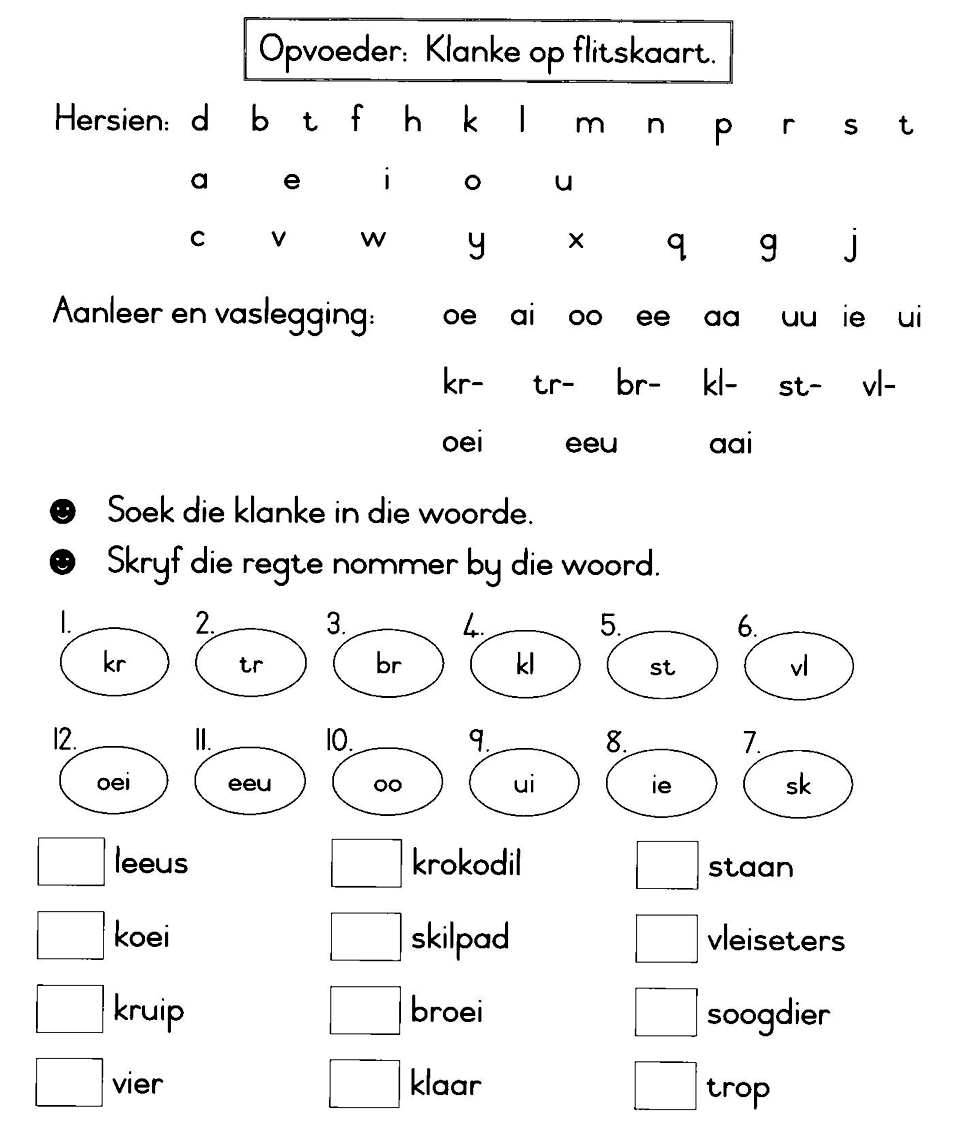 Opvoeder: Klanke op flitskaart.
Hersien: d b t f h k l m n p r s t
a e i o u
c v w y x q g j
Aanleer en vaslegging: oe ai oo ee aa uu ie ui
kr- tr- br- kl- st- vl-
oei eeu aai
Soek die klanke in die woorde.
Skryf die regte nommer by die woord.
1. 2. 3. 4. 5. 6.
kr tr br kl st vl
12. 11. 10. 9. 8. 7.
oei eeu oo ui ie sk
leeus krokodil staan
koei skilpad vleiseters
kruip broei soogdier
vier klaar trop